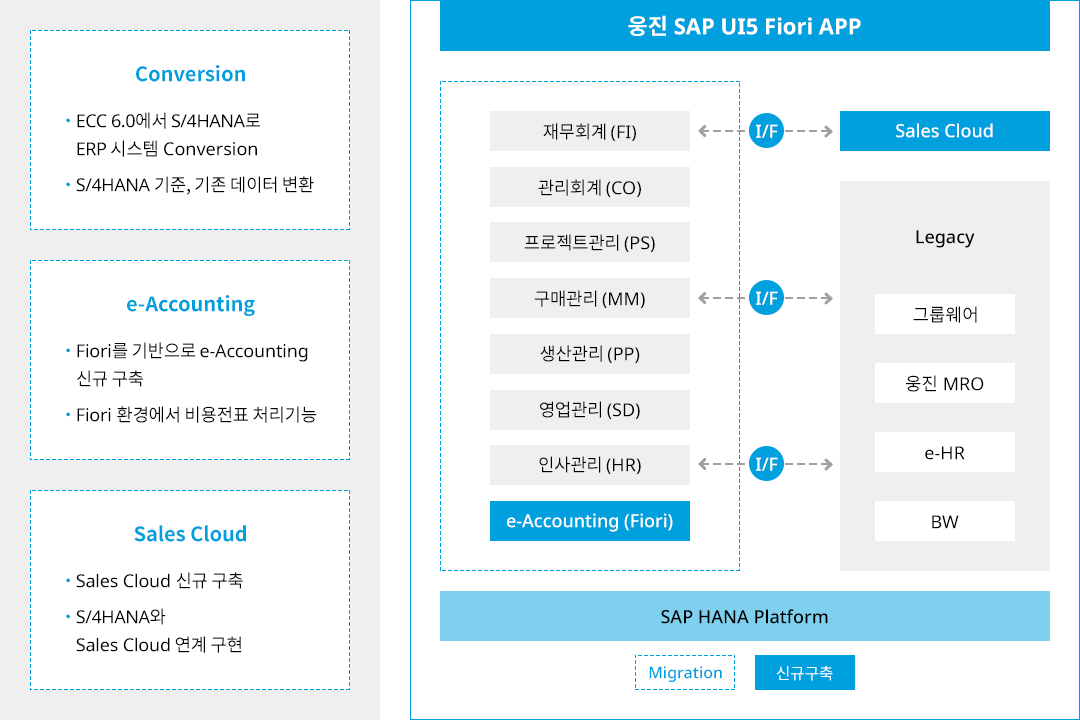 Conversion
• ECC 6.0에서 S/4HANA로
ERP 시스템 Conversion
• S/4HANA 기준, 기존 데이터 변환
e-Accounting
• Fiori를 기반으로 e-Accounting
신규 구축
• Fiori 환경에서 비용전표 처리기능
Sales Cloud
• Sales Cloud 신규 구축
• S/4HANA와
Sales Cloud 연계 구현
웅진 SAP UI5 Fiori APP
재무회계 (FI)
관리회계 (CO)
프로젝트관리 (PS)
구매관리 (MM)
생산관리 (PP)
영업관리 (SD)
인사관리 (HR)
e-Accounting (Fiori)
I/F
I/F
I/F
Sales Cloud
Legacy
그룹웨어
웅진 MRO
e-HR
BW
SAP HANA Platform
Migration
신규구축